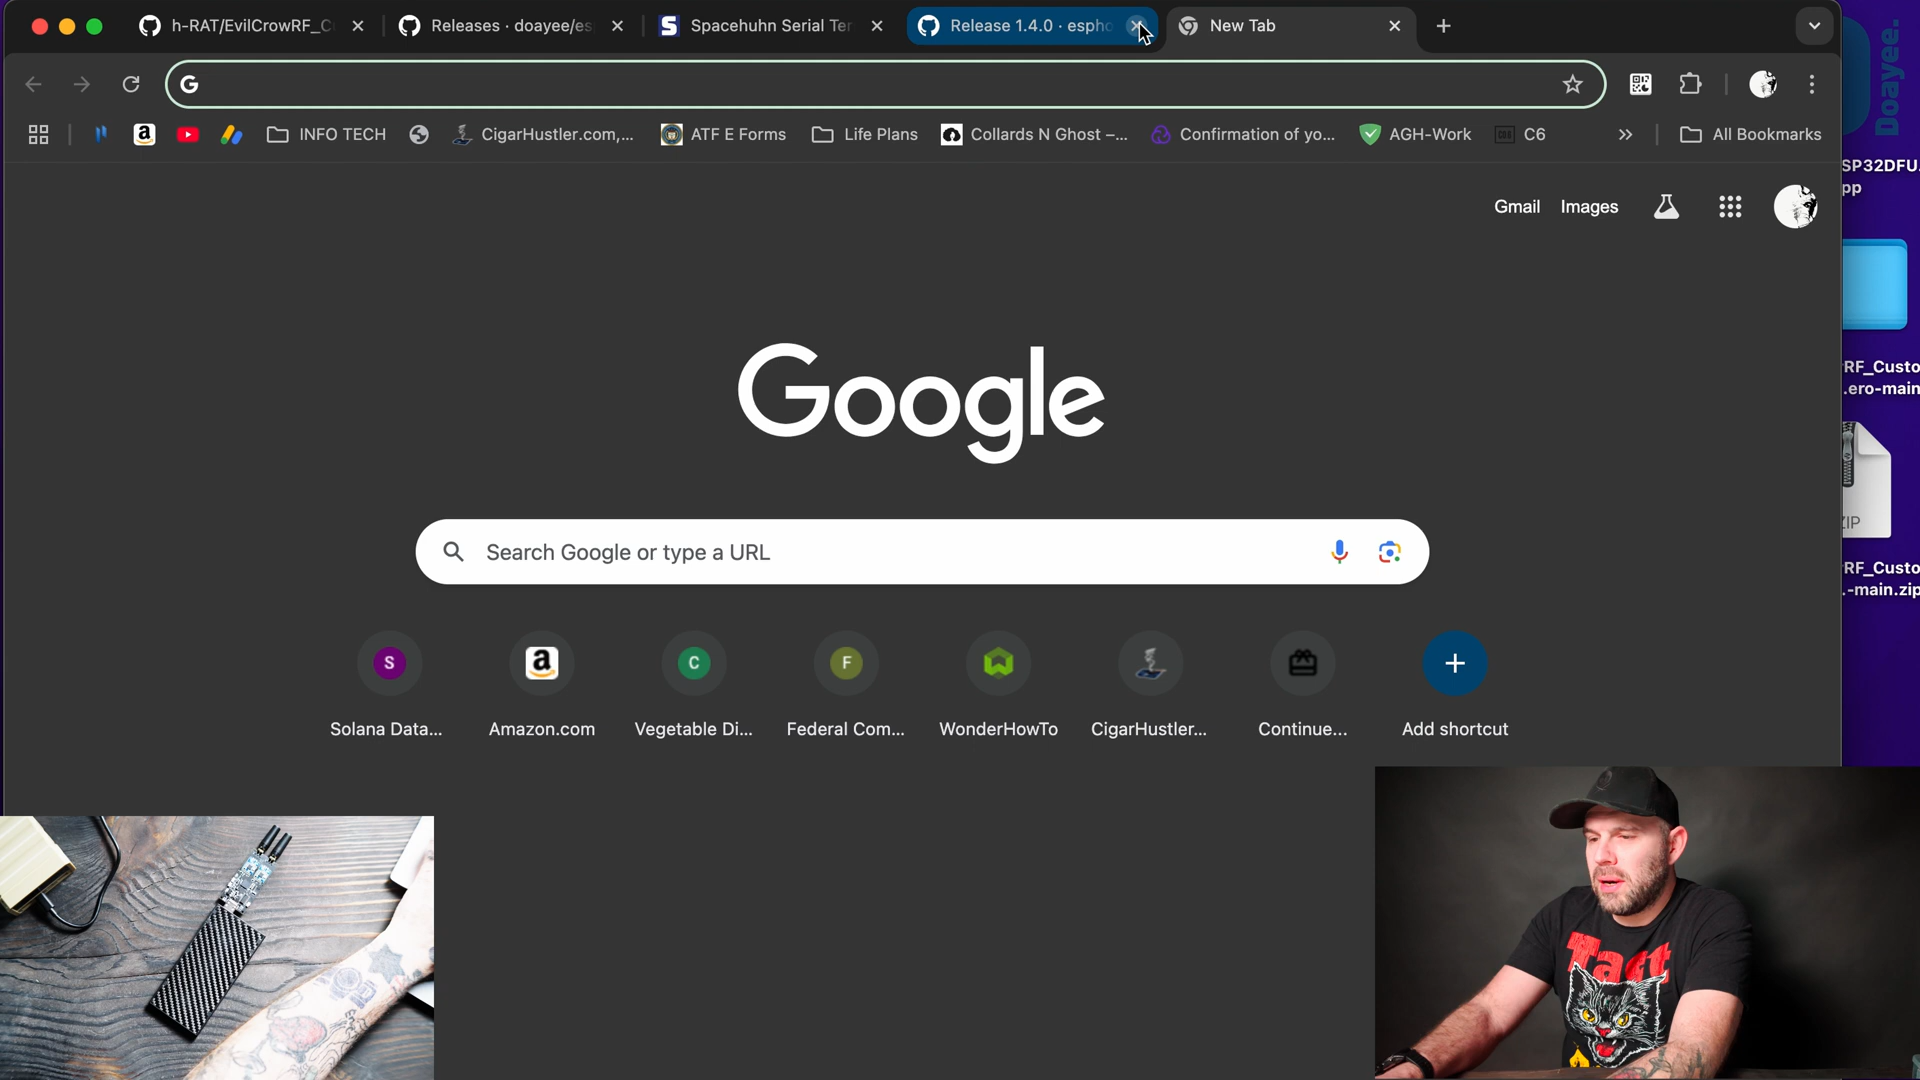 h-RAT/EvilCrowRF_C
Releases · doayee/es
Spacehuhn Serial Ter
Release 1.4.0 · espho
New Tab
INFO TECH
CigarHustler.com,...
ATF E Forms
Life Plans
Collards N Ghost –...
Confirmation of yo...
AGH-Work
C6
All Bookmarks
Doayee.
SP32DFU.
pp
Gmail
Images
RF_Custo
.ero-main
ZIP
RF_Custo
.-main.zip
Google
Search Google or type a URL
S
C
F
Solana Data...
Amazon.com
Vegetable Di...
Federal Com...
WonderHowTo
CigarHustler...
Continue...
Add shortcut
Taft